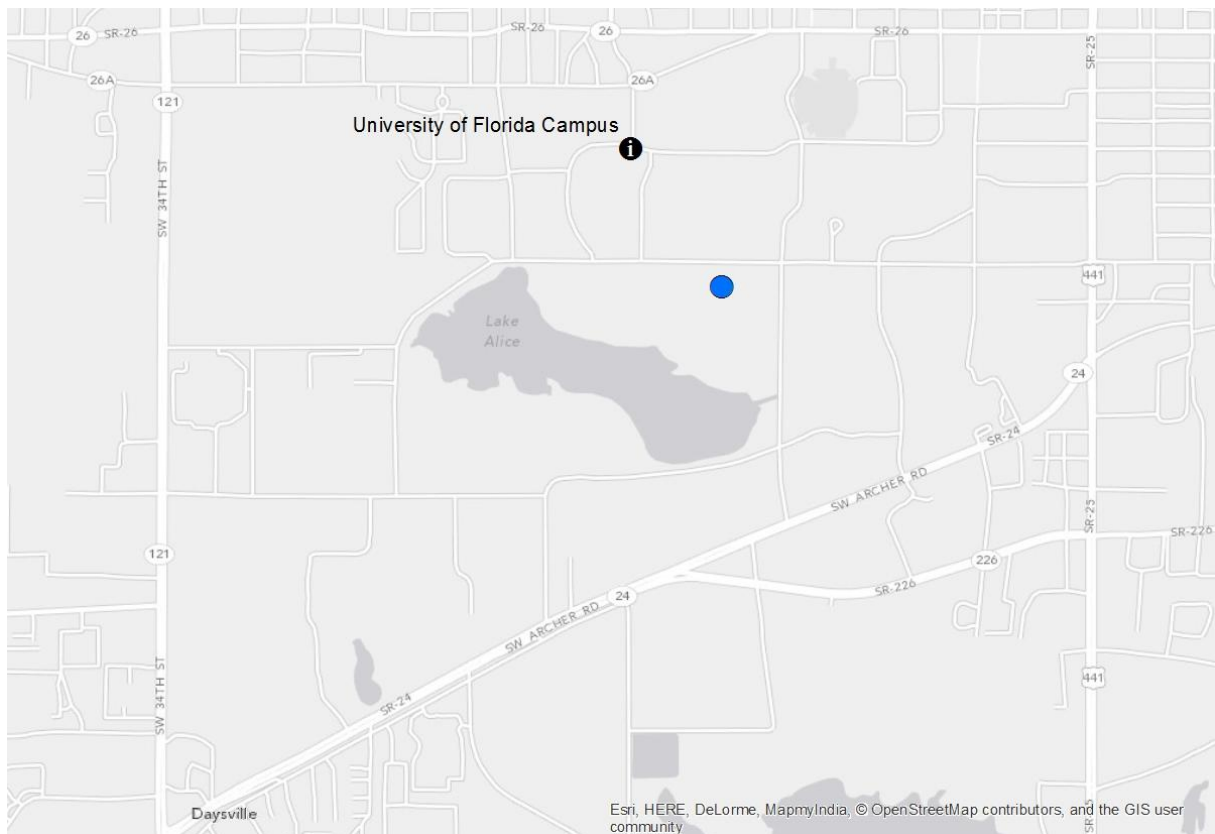 26
SR-26
SR-26
26
SR-26
SR-25
26A
26A
121
University of Florida Campus
i
SW 34TH ST
441
Lake
Alice
24
SR-24
SW ARCHER RD
SR-25
SR-226
121
226
SR-226
24
SW ARCHER RD
SW 34TH ST
441
SR-24
Daysville
Esri, HERE, DeLorme, MapmyIndia, © OpenStreetMap contributors, and the GIS user
community